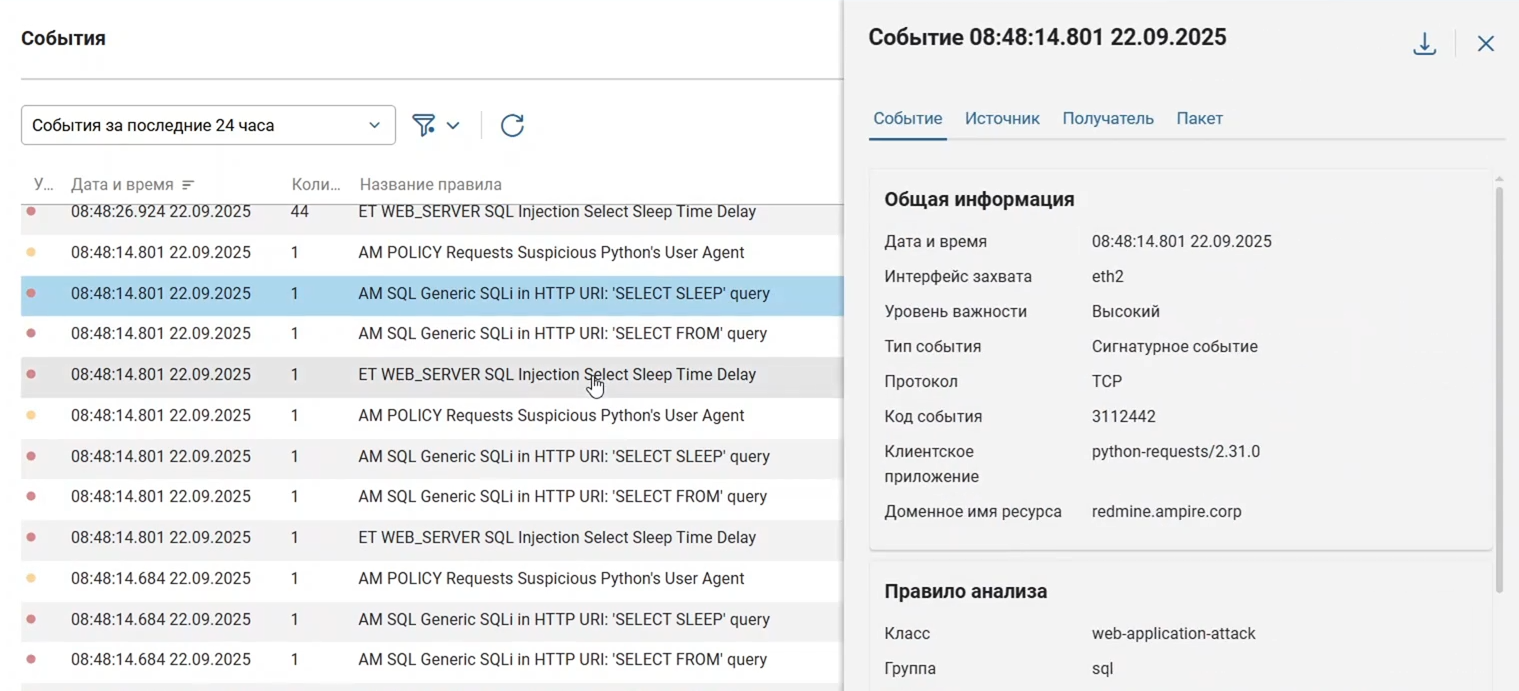 События
События за последние 24 часа
У... Дата и время Коли... Название правила
08:48:26.924 22.09.2025 44 ET WEB_SERVER SQL Injection Select Sleep Time Delay
08:48:14.801 22.09.2025 1 AM POLICY Requests Suspicious Python's User Agent
08:48:14.801 22.09.2025 1 AM SQL Generic SQLi in HTTP URI: 'SELECT SLEEP' query
08:48:14.801 22.09.2025 1 AM SQL Generic SQLi in HTTP URI: 'SELECT FROM' query
08:48:14.801 22.09.2025 1 ET WEB_SERVER SQL Injection Select Sleep Time Delay
08:48:14.801 22.09.2025 1 AM POLICY Requests Suspicious Python's User Agent
08:48:14.801 22.09.2025 1 AM SQL Generic SQLi in HTTP URI: 'SELECT SLEEP' query
08:48:14.801 22.09.2025 1 AM SQL Generic SQLi in HTTP URI: 'SELECT FROM' query
08:48:14.801 22.09.2025 1 ET WEB_SERVER SQL Injection Select Sleep Time Delay
08:48:14.684 22.09.2025 1 AM POLICY Requests Suspicious Python's User Agent
08:48:14.684 22.09.2025 1 AM SQL Generic SQLi in HTTP URI: 'SELECT SLEEP' query
08:48:14.684 22.09.2025 1 AM SQL Generic SQLi in HTTP URI: 'SELECT FROM' query
Событие 08:48:14.801 22.09.2025
Событие Источник Получатель Пакет
Общая информация
Дата и время 08:48:14.801 22.09.2025
Интерфейс захвата eth2
Уровень важности Высокий
Тип события Сигнатурное событие
Протокол TCP
Код события 3112442
Клиентское python-requests/2.31.0
приложение
Доменное имя ресурса redmine.ampire.corp
Правило анализа
Класс web-application-attack
Группа sql